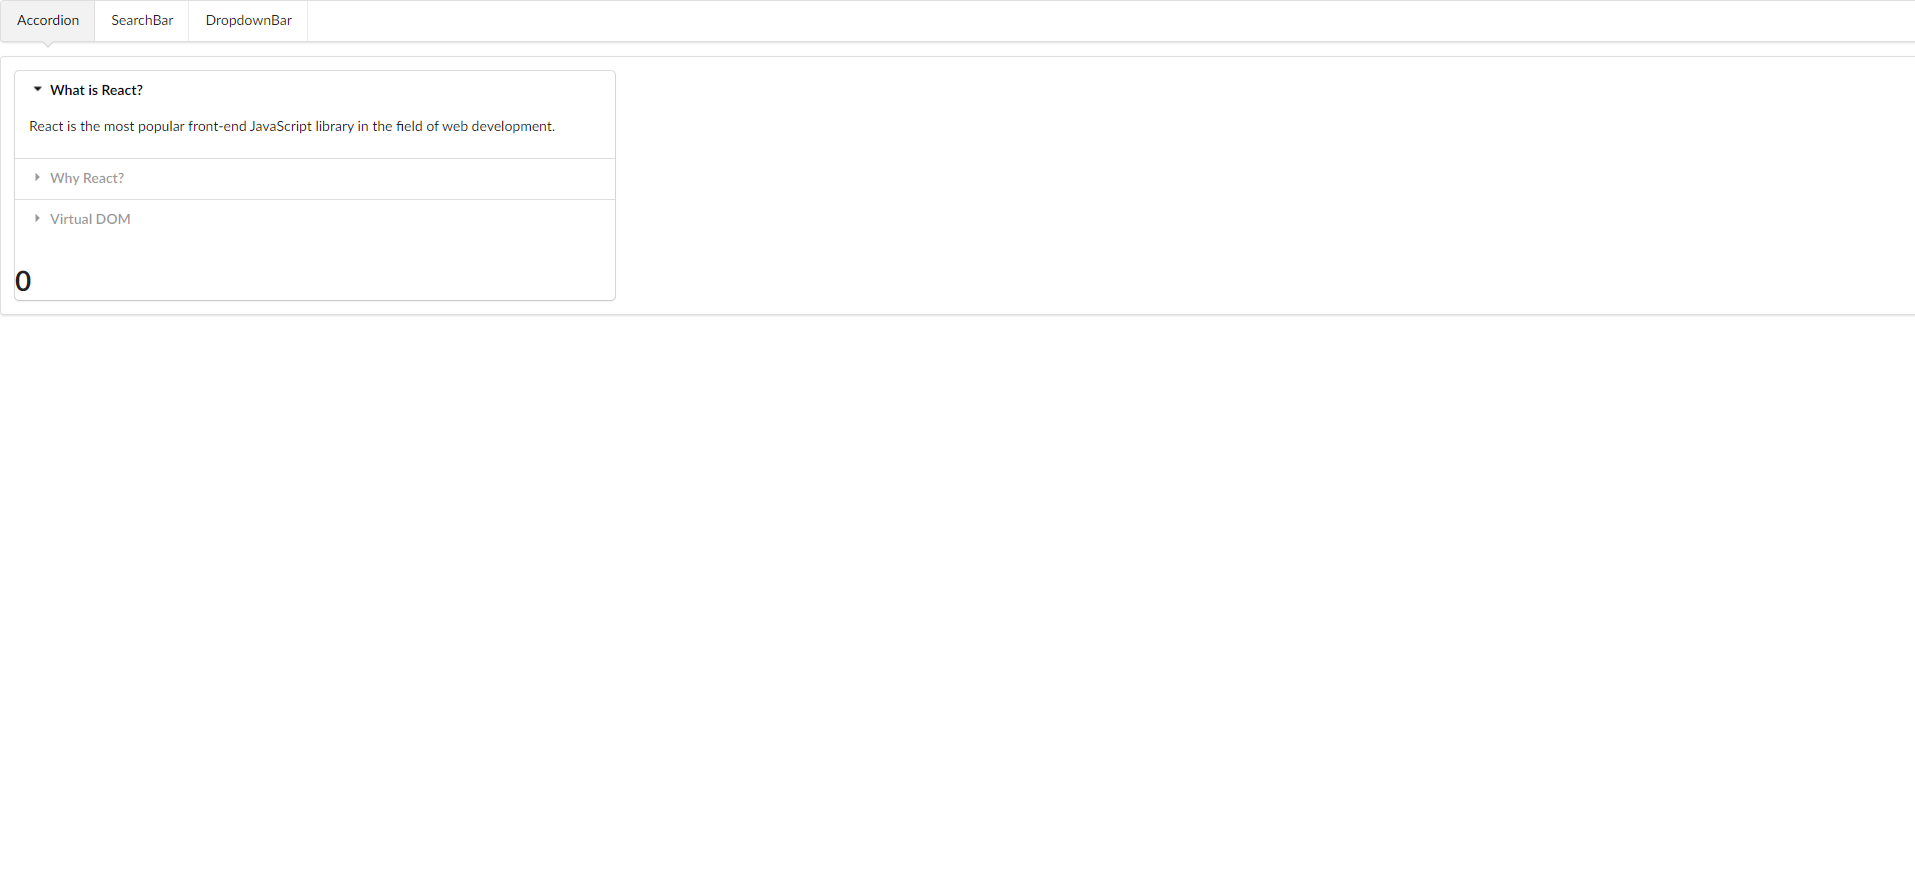 Accordion SearchBar DropdownBar
What is React?
React is the most popular front-end JavaScript library in the field of web development.
Why React?
Virtual DOM
0